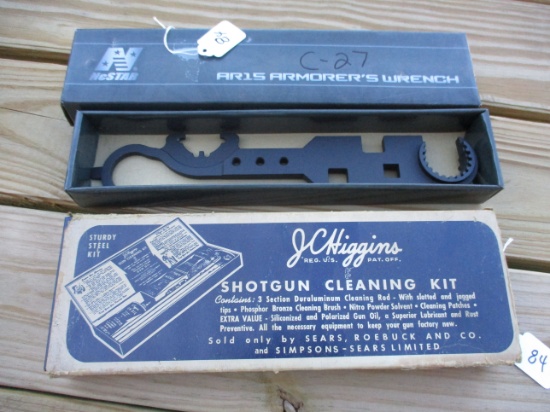 C-27
NcSTAR
AR15 ARMORER'S WRENCH
STURDY
STEEL
KIT
J.C. Higgins
REG. U.S. PAT. OFF.
SHOTGUN CLEANING KIT
Contains: 3 Section Duraluminum Cleaning Rod - With slotted and jagged
tips • Phosphor Bronze Cleaning Brush • Nitro Powder Solvent • Cleaning Patches •
EXTRA VALUE - Siliconized and Polarized Gun Oil, a Superior Lubricant and Rust
Preventive. All the necessary equipment to keep your gun factory new.
Sold only by SEARS, ROEBUCK AND CO.
and SIMPSONS-SEARS LIMITED
84